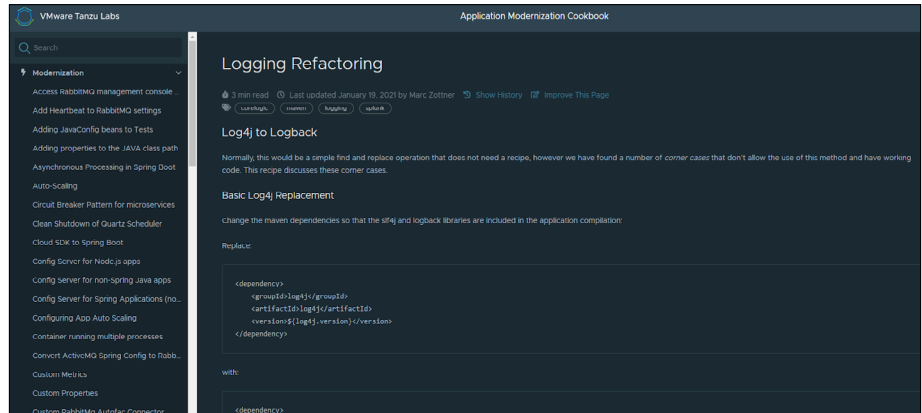 VMware Tanzu Labs
Application Modernization Cookbook
Search
Modernization
Access RabbitMQ management console ...
Add Heartbeat to RabbitMQ settings
Adding JavaConfig beans to Tests
Adding properties to the JAVA class path
Asynchronous Processing in Spring Boot
Auto-Scaling
Circuit Breaker Pattern for microservices
Clean Shutdown of Quartz Scheduler
Cloud SDK to Spring Boot
Config Server for Node.js apps
Config Server for non-Spring Java apps
Config Server for Spring Applications (no...
Configuring App Auto Scaling
Container running multiple processes
Convert ActiveMQ Spring Config to Rabb...
Custom Metrics
Custom Properties
Custom RabbitMq Autofac Connector
Logging Refactoring
3 min read Last updated January 19, 2021 by Marc Zottner Show History Improve This Page
corelogic maven logging splunk
Log4j to Logback
Normally, this would be a simple find and replace operation that does not need a recipe, however we have found a number of corner cases that don't allow the use of this method and have working
code. This recipe discusses these corner cases.
Basic Log4j Replacement
Change the maven dependencies so that the slf4j and logback libraries are included in the application compilation:
Replace:
<dependency>
<groupId>log4j</groupId>
<artifactId>log4j</artifactId>
<version>${log4j.version}</version>
</dependency>
with:
<dependency>